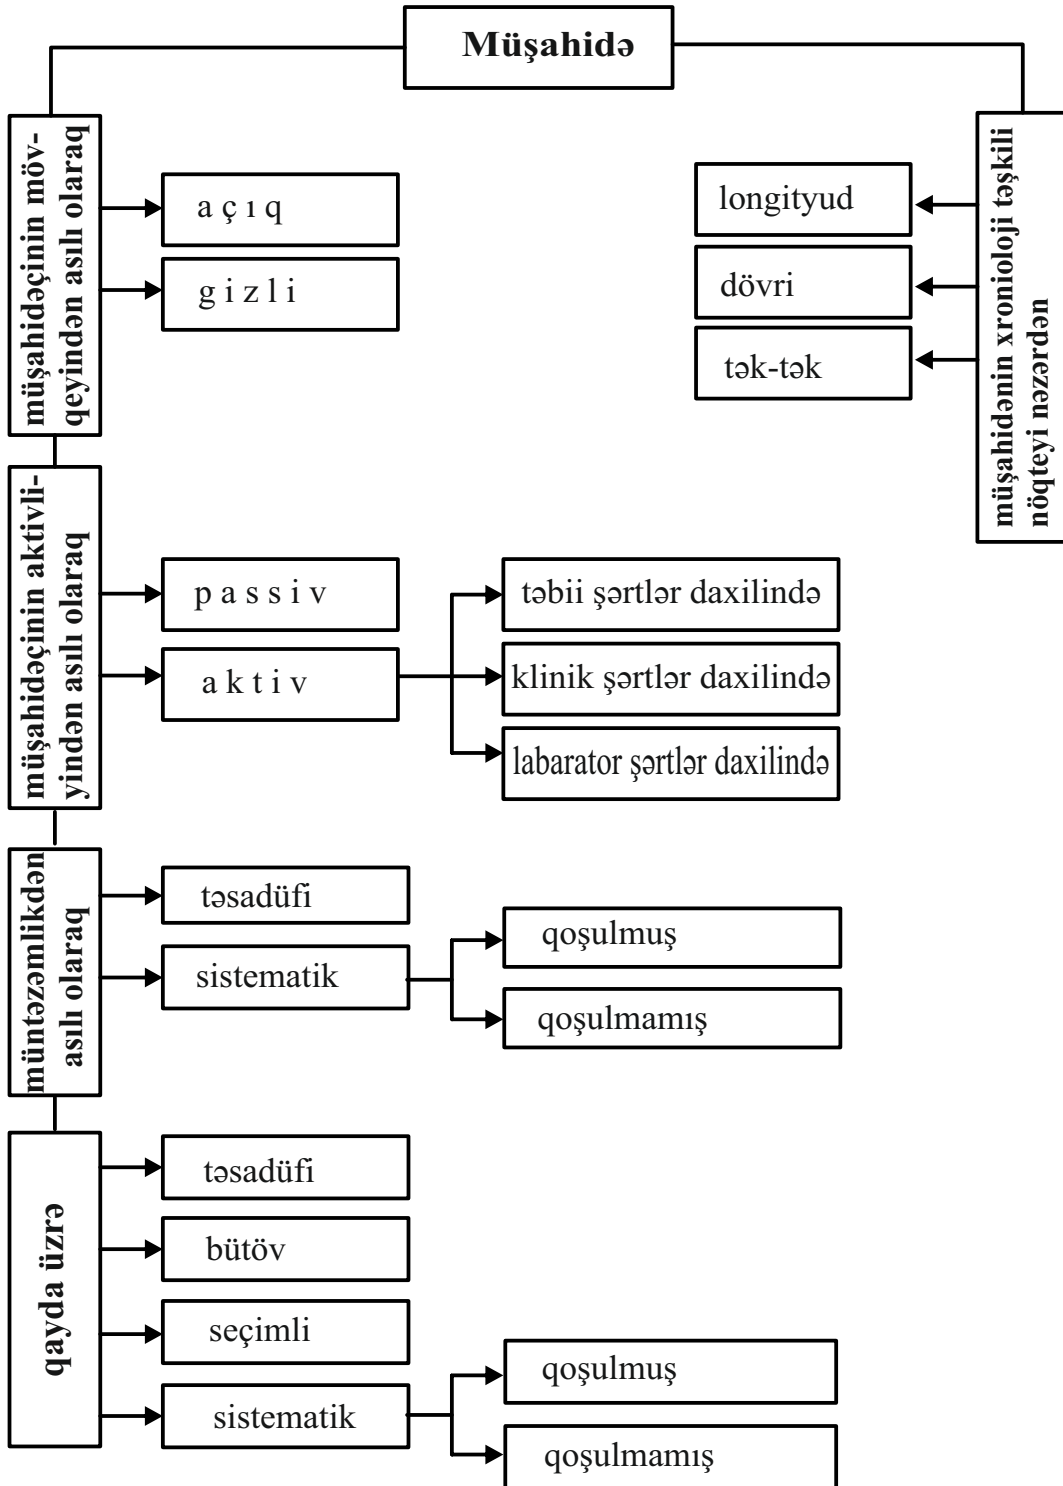 Müşahidə
müşahidəçinin möv-
qeyindən asılı olaraq
a ç ı q
g i z l i
longityud
dövri
tək-tək
müşahidənin xronioloji təşkili
nöqteyi nezerden
müşahidəçinin aktivli-
yindən asılı olaraq
p a s s i v
a k t i v
təbii şərtlər daxilində
klinik şərtlər daxilində
labarator şərtlər daxilində
müntəzəmlikdən
asılı olaraq
təsadüfi
sistematik
qoşulmuş
qoşulmamış
qayda üzrə
təsadüfi
bütöv
seçimli
sistematik
qoşulmuş
qoşulmamış